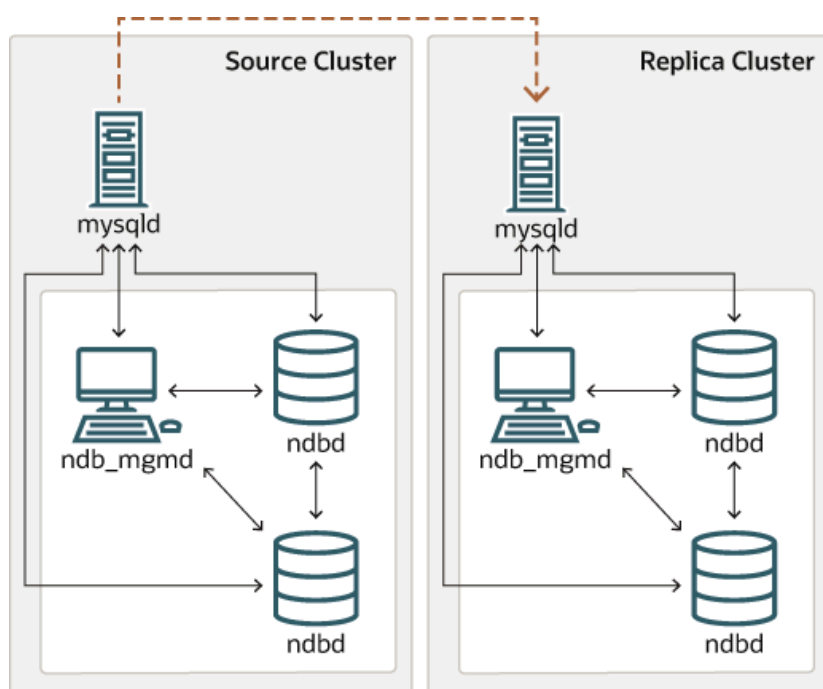 Source Cluster
mysqld
ndb_mgmd
ndbd
ndbd
Replica Cluster
mysqld
ndb_mgmd
ndbd
ndbd